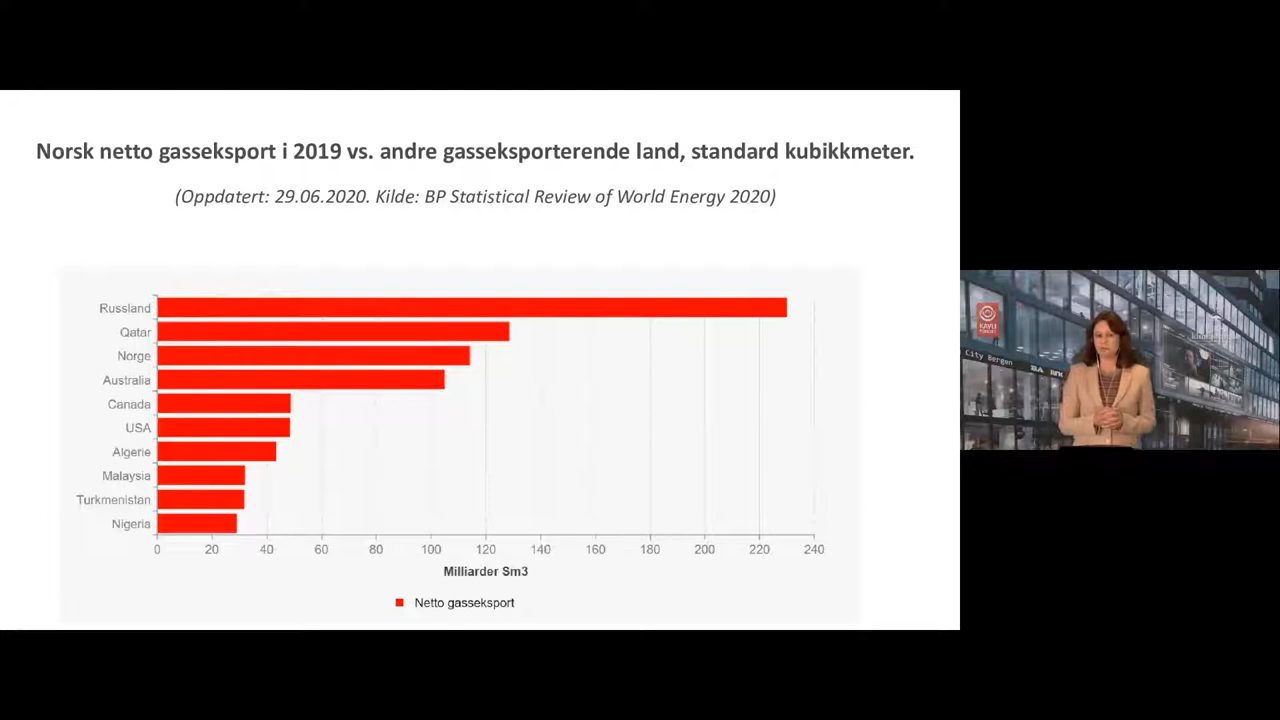 Norsk netto gasseksport i 2019 vs. andre gasseksporterende land, standard kubikkmeter.
(Oppdatert: 29.06.2020. Kilde: BP Statistical Review of World Energy 2020)
Russland
Qatar
Norge
Australia
Canada
USA
Algerie
Malaysia
Turkmenistan
Nigeria
0 20 40 60 80 100 120 140 160 180 200 220 240
Milliarder Sm3
Netto gasseksport
KAVLI
City Bergen
BA